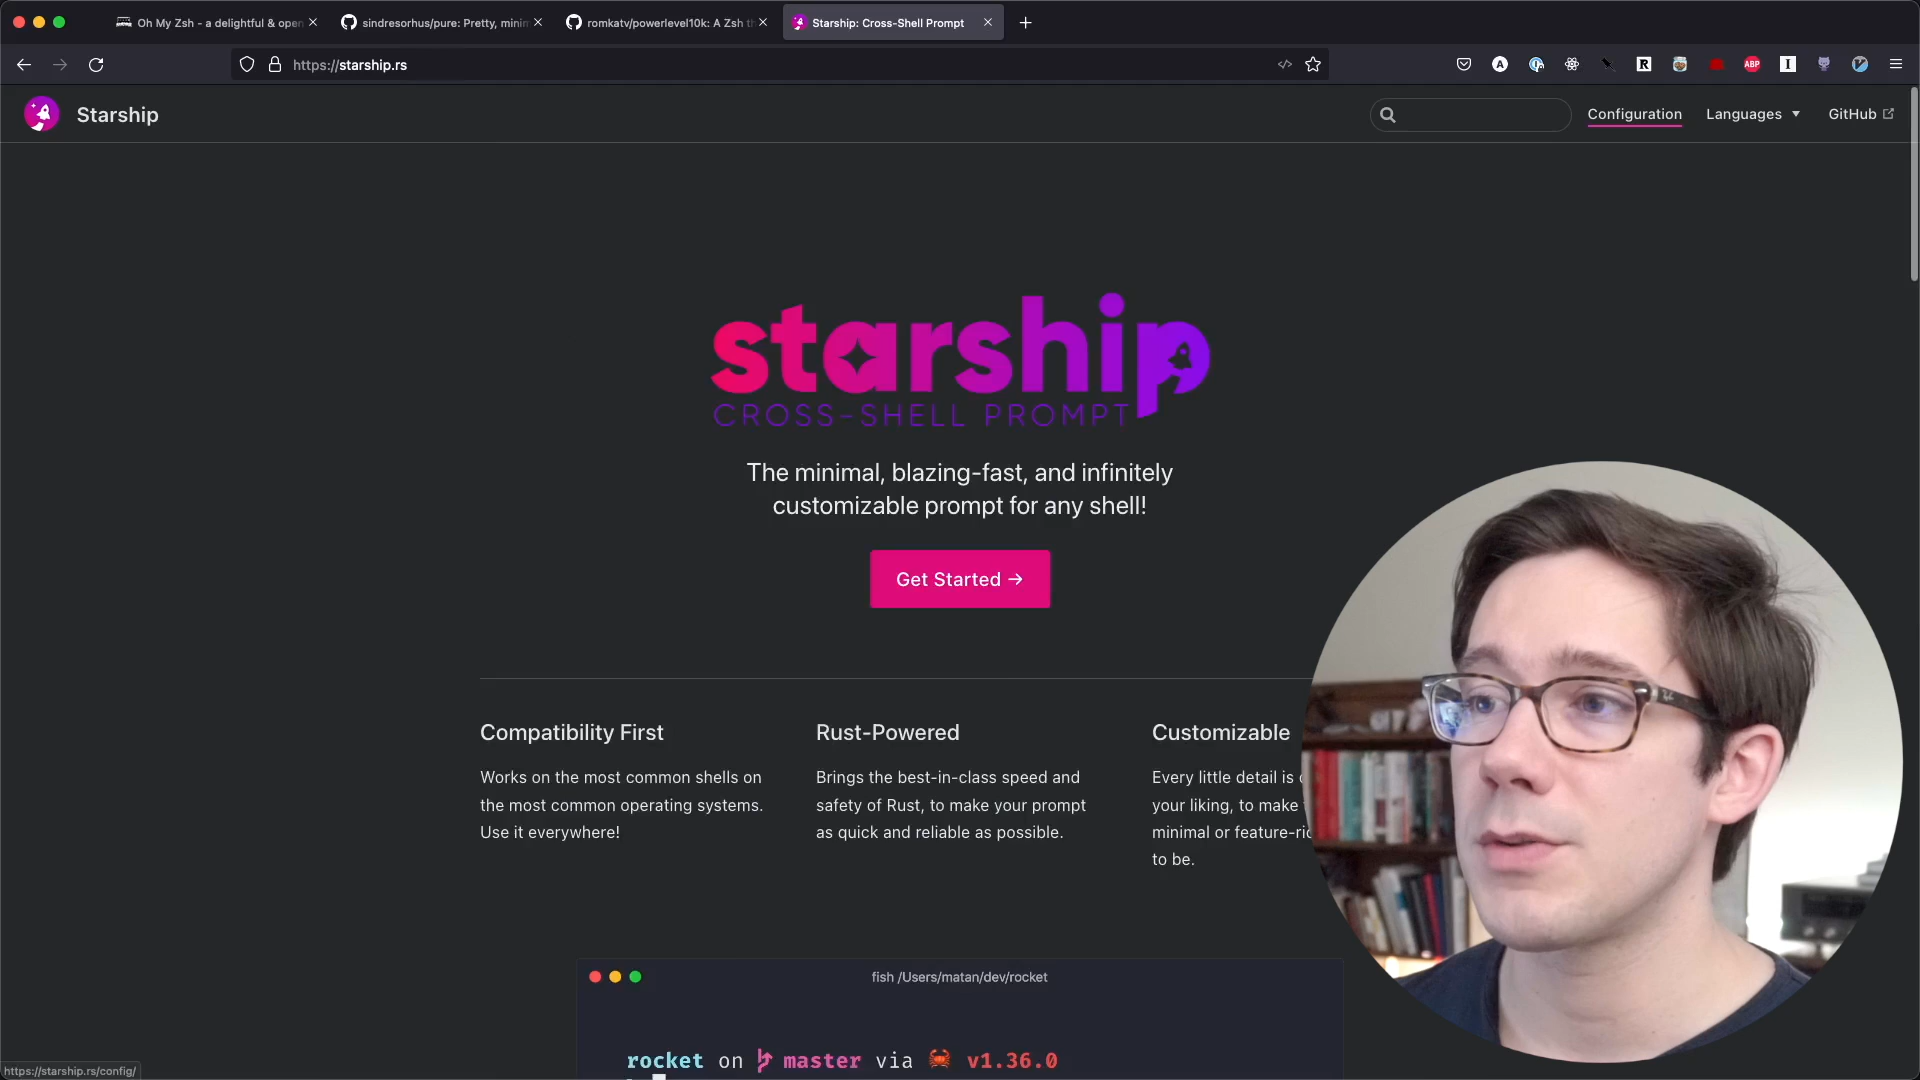 Oh My Zsh - a delightful & open
sindresorhus/pure: Pretty, minim
romkatv/powerlevel10k: A Zsh th
Starship: Cross-Shell Prompt
https://starship.rs
A
R
ABP
I
Starship
Configuration
Languages
GitHub
starship
CROSS-SHELL PROMPT
The minimal, blazing-fast, and infinitely
customizable prompt for any shell!
Get Started →
Compatibility First
Works on the most common shells on
the most common operating systems.
Use it everywhere!
Rust-Powered
Brings the best-in-class speed and
safety of Rust, to make your prompt
as quick and reliable as possible.
Customizable
Every little detail is
your liking, to make
minimal or feature-ric
to be.
fish /Users/matan/dev/rocket
rocket on master via 🦀 v1.36.0
https://starship.rs/config/